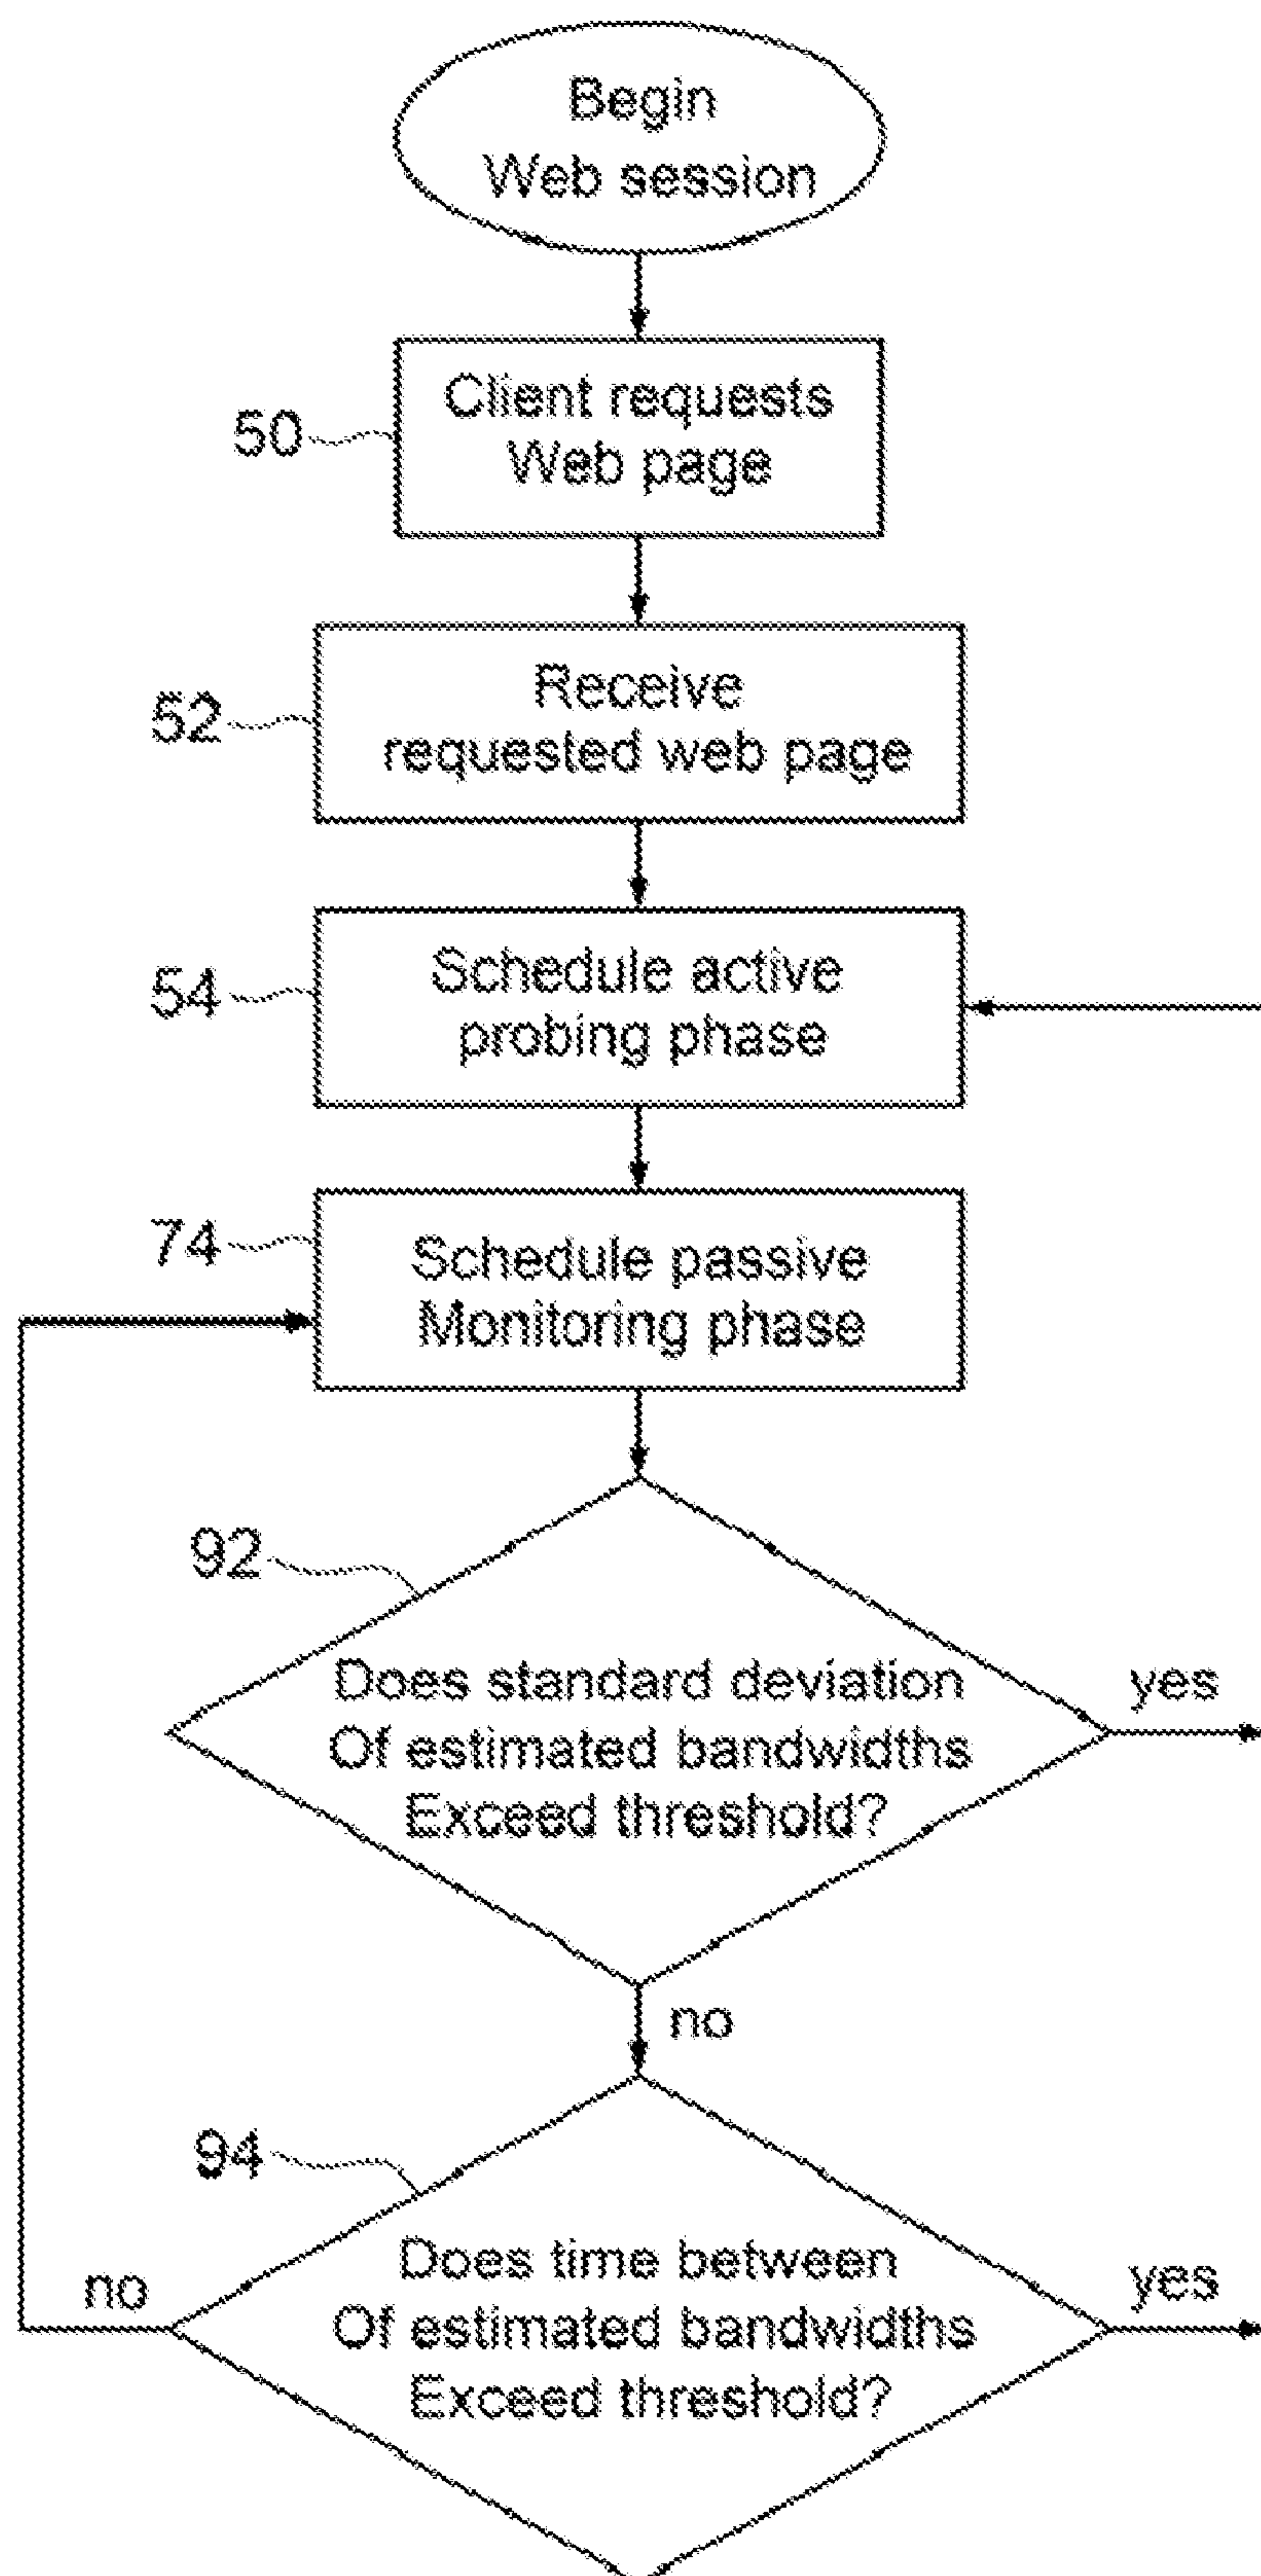 Begin
Web session
50
Client requests
Web page
52
Receive
requested web page
54
Schedule active
probing phase
74
Schedule passive
Monitoring phase
92
Does standard deviation
Of estimated bandwidths
Exceed threshold?
yes
no
94
Does time between
Of estimated bandwidths
Exceed threshold?
no
yes